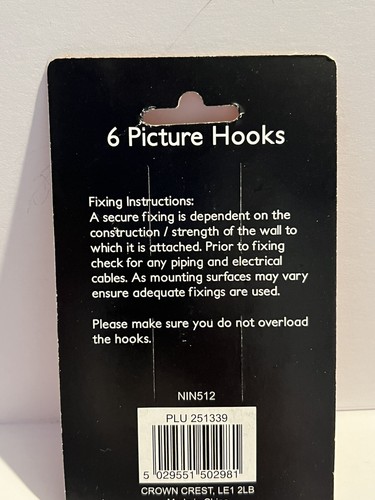 6 Picture Hooks
Fixing Instructions:
A secure fixing is dependent on the
construction / strength of the wall to
which it is attached. Prior to fixing
check for any piping and electrical
cables. As mounting surfaces may vary
ensure adequate fixings are used.
Please make sure you do not overload
the hooks.
NIN512
PLU 251339
5 029551 502981
CROWN CREST, LE1 2LB